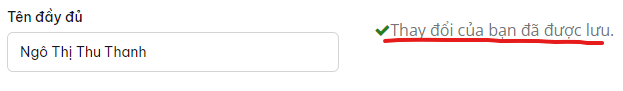 Tên đầy đủ
Ngô Thị Thu Thanh
Thay đổi của bạn đã được lưu.